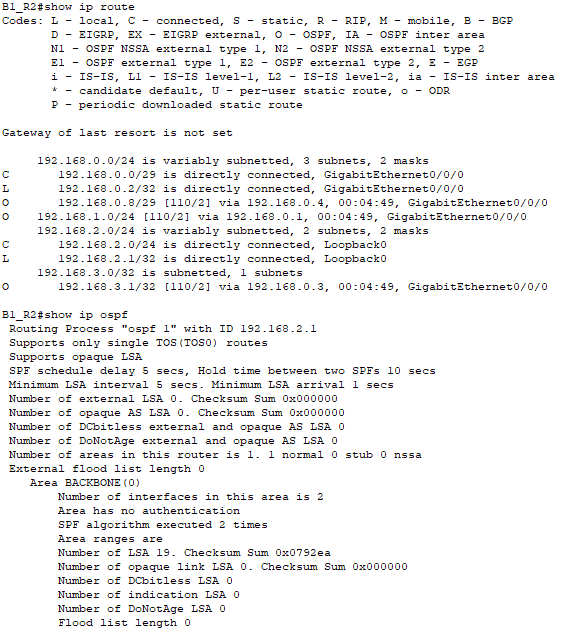 B1_R2#show ip route
Codes: L - local, C - connected, S - static, R - RIP, M - mobile, B - BGP
       D - EIGRP, EX - EIGRP external, O - OSPF, IA - OSPF inter area
       N1 - OSPF NSSA external type 1, N2 - OSPF NSSA external type 2
       E1 - OSPF external type 1, E2 - OSPF external type 2, E - EGP
       i - IS-IS, L1 - IS-IS level-1, L2 - IS-IS level-2, ia - IS-IS inter area
       * - candidate default, U - per-user static route, o - ODR
       P - periodic downloaded static route

Gateway of last resort is not set

     192.168.0.0/24 is variably subnetted, 3 subnets, 2 masks
C       192.168.0.0/29 is directly connected, GigabitEthernet0/0/0
L       192.168.0.2/32 is directly connected, GigabitEthernet0/0/0
O       192.168.0.8/29 [110/2] via 192.168.0.4, 00:04:49, GigabitEthernet0/0/0
O    192.168.1.0/24 [110/2] via 192.168.0.1, 00:04:49, GigabitEthernet0/0/0
     192.168.2.0/24 is variably subnetted, 2 subnets, 2 masks
C       192.168.2.0/24 is directly connected, Loopback0
L       192.168.2.1/32 is directly connected, Loopback0
     192.168.3.0/32 is subnetted, 1 subnets
O       192.168.3.1/32 [110/2] via 192.168.0.3, 00:04:49, GigabitEthernet0/0/0

B1_R2#show ip ospf
 Routing Process "ospf 1" with ID 192.168.2.1
 Supports only single TOS(TOS0) routes
 Supports opaque LSA
 SPF schedule delay 5 secs, Hold time between two SPFs 10 secs
 Minimum LSA interval 5 secs. Minimum LSA arrival 1 secs
 Number of external LSA 0. Checksum Sum 0x000000
 Number of opaque AS LSA 0. Checksum Sum 0x000000
 Number of DCbitless external and opaque AS LSA 0
 Number of DoNotAge external and opaque AS LSA 0
 Number of areas in this router is 1. 1 normal 0 stub 0 nssa
 External flood list length 0
    Area BACKBONE(0)
        Number of interfaces in this area is 2
        Area has no authentication
        SPF algorithm executed 2 times
        Area ranges are
        Number of LSA 19. Checksum Sum 0x0792ea
        Number of opaque link LSA 0. Checksum Sum 0x000000
        Number of DCbitless LSA 0
        Number of indication LSA 0
        Number of DoNotAge LSA 0
        Flood list length 0